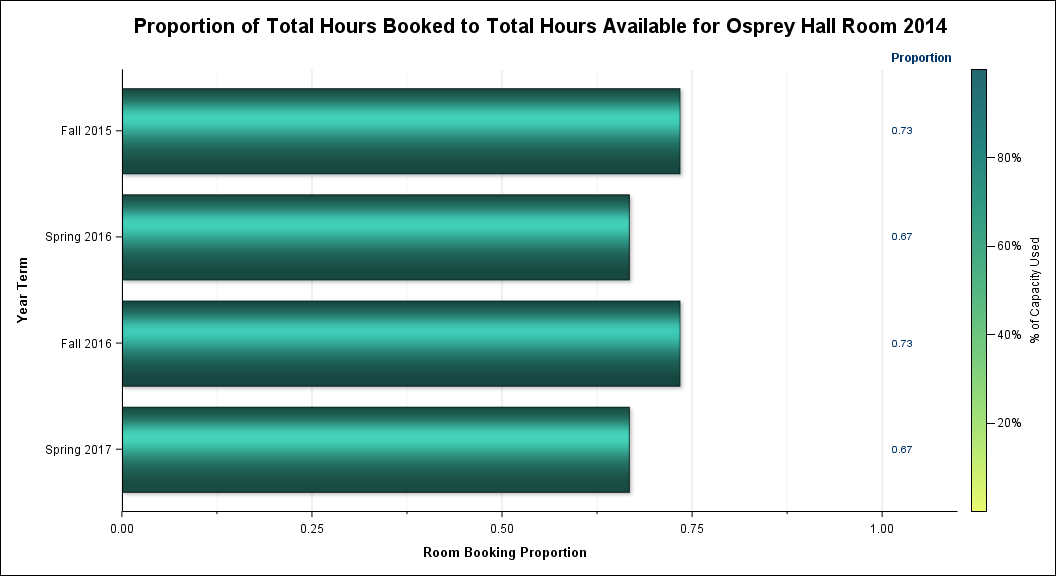 Proportion of Total Hours Booked to Total Hours Available for Osprey Hall Room 2014
Proportion
Fall 2015
0.73
Spring 2016
0.67
Fall 2016
0.73
Spring 2017
0.67
Year Term
0.00
0.25
0.50
0.75
1.00
Room Booking Proportion
80%
60%
40%
20%
% of Capacity Used